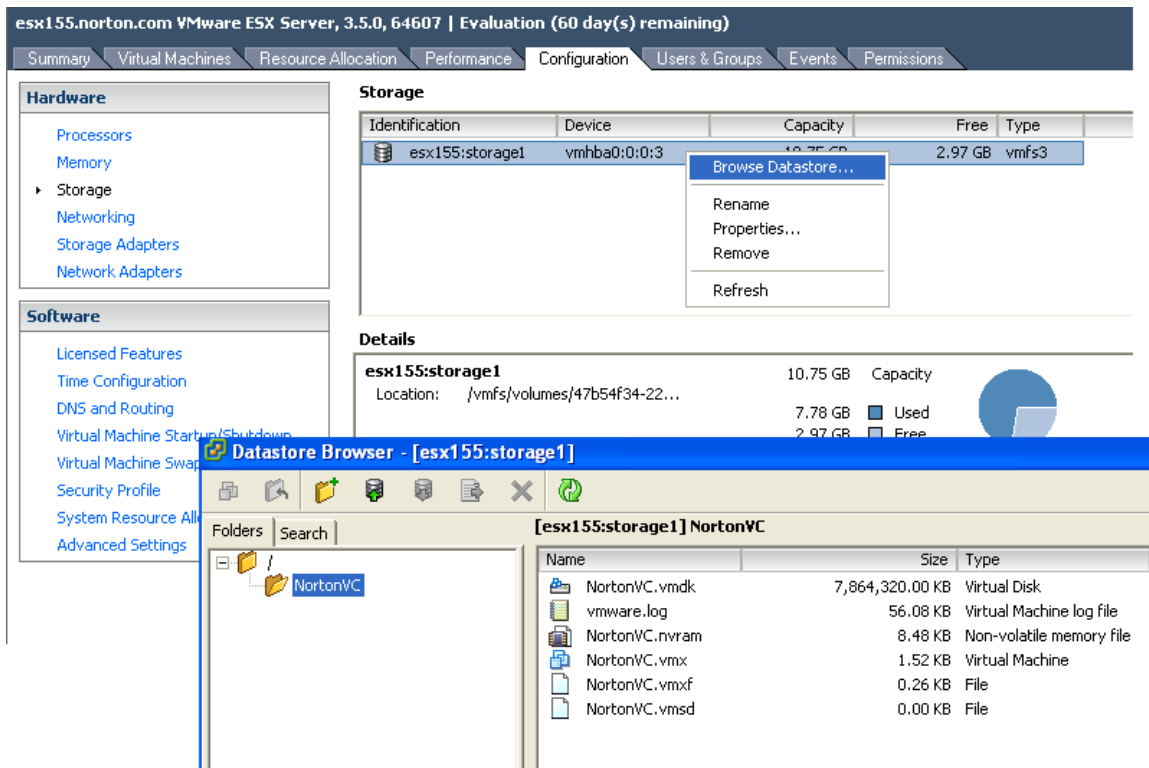 esx155.norton.com VMware ESX Server, 3.5.0, 64607 | Evaluation (60 day(s) remaining)
Summary Virtual Machines Resource Allocation Performance Configuration Users & Groups Events Permissions
Hardware
Processors
Memory
Storage
Networking
Storage Adapters
Network Adapters
Software
Licensed Features
Time Configuration
DNS and Routing
Virtual Machine Startup/Shutdown
Virtual Machine Swap
Security Profile
System Resource All
Advanced Settings
Storage
Identification Device Capacity Free Type
esx155:storage1 vmhba0:0:0:3 10.75 GB 2.97 GB vmfs3
Browse Datastore...
Rename
Properties...
Remove
Refresh
Details
esx155:storage1 10.75 GB Capacity
Location: /vmfs/volumes/47b54f34-22...
7.78 GB Used
2.97 GB Free
Datastore Browser - [esx155:storage1]
Folders Search
/
NortonVC
[esx155:storage1] NortonVC
Name Size Type
NortonVC.vmdk 7,864,320.00 KB Virtual Disk
vmware.log 56.08 KB Virtual Machine log file
NortonVC.nvram 8.48 KB Non-volatile memory file
NortonVC.vmx 1.52 KB Virtual Machine
NortonVC.vmxf 0.26 KB File
NortonVC.vmsd 0.00 KB File